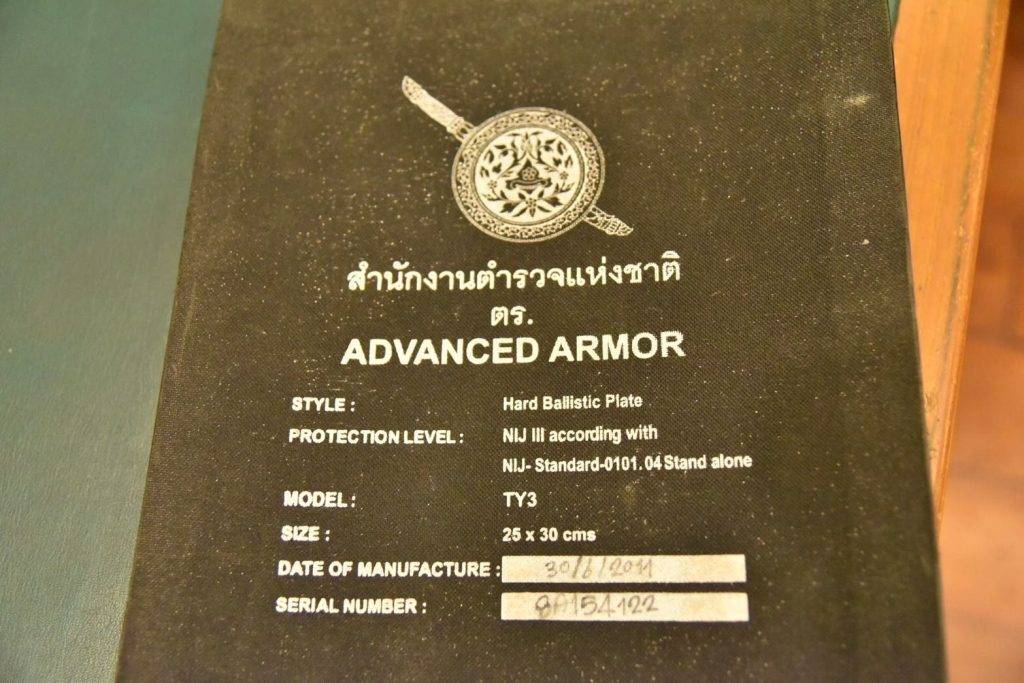 สำนักงานตำรวจแห่งชาติ
ตร.
ADVANCED ARMOR
STYLE : Hard Ballistic Plate
PROTECTION LEVEL : NIJ III according with
NIJ- Standard-0101.04 Stand alone
MODEL : TY3
SIZE : 25 x 30 cms
DATE OF MANUFACTURE : 30/6/2011
SERIAL NUMBER : 8A154122